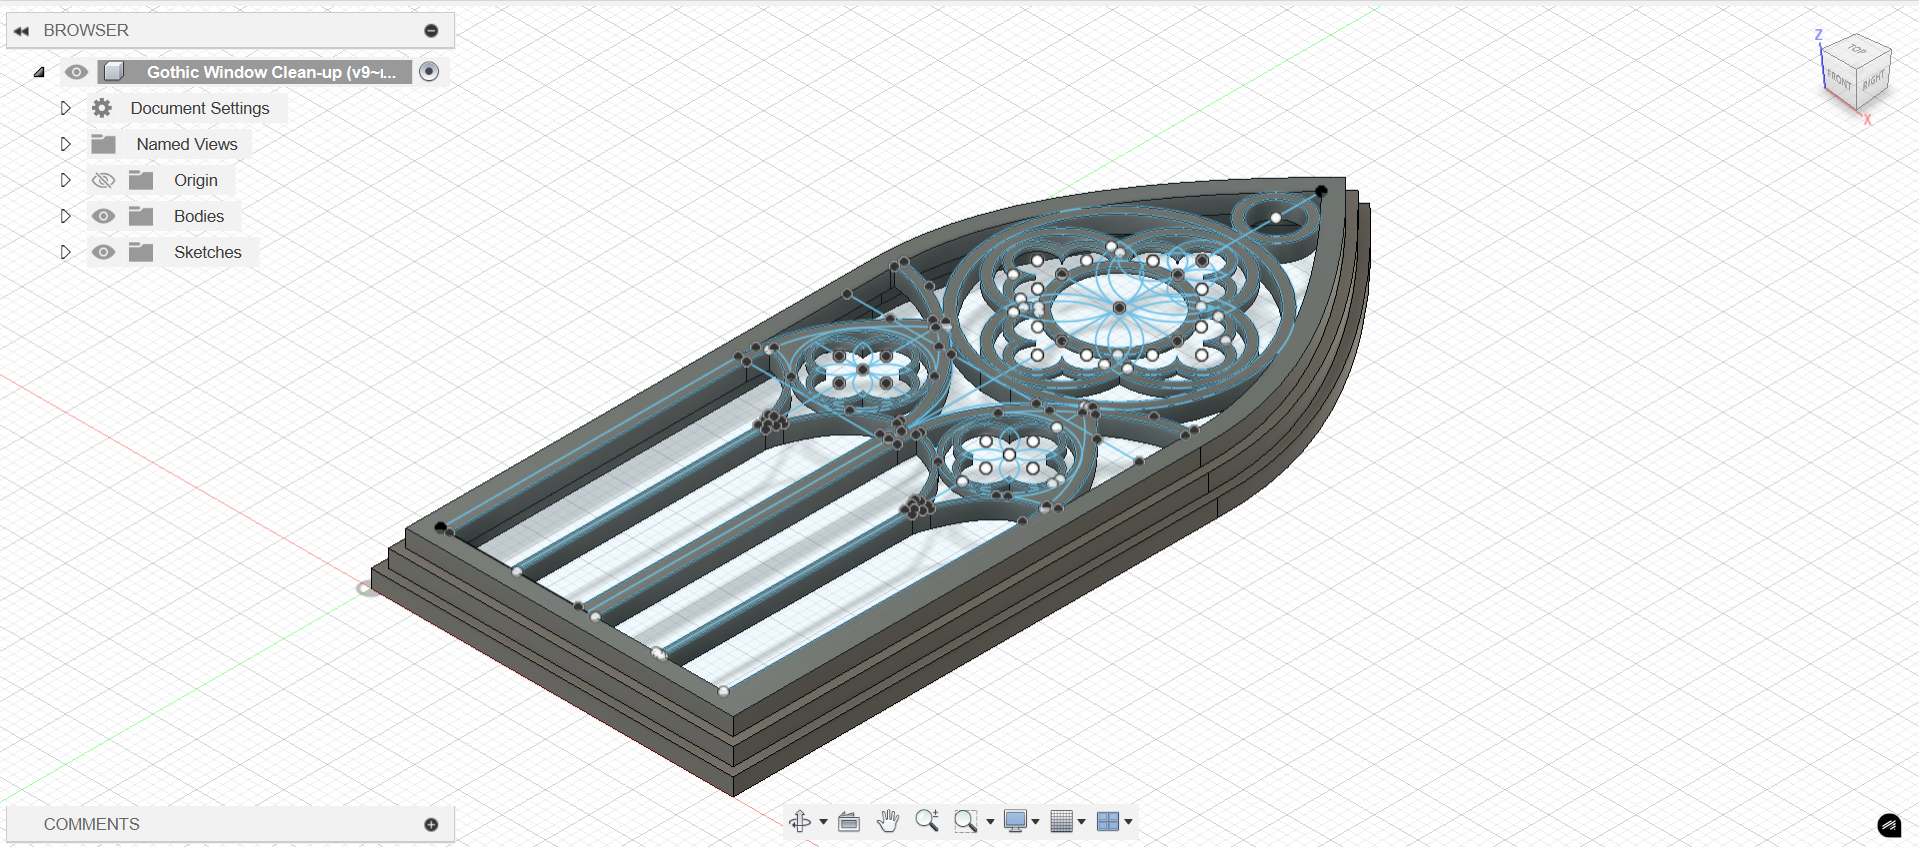 BROWSER
Gothic Window Clean-up (v9~ı...
Document Settings
Named Views
Origin
Bodies
Sketches
COMMENTS
Z
TOP
FRONT
RIGHT
X